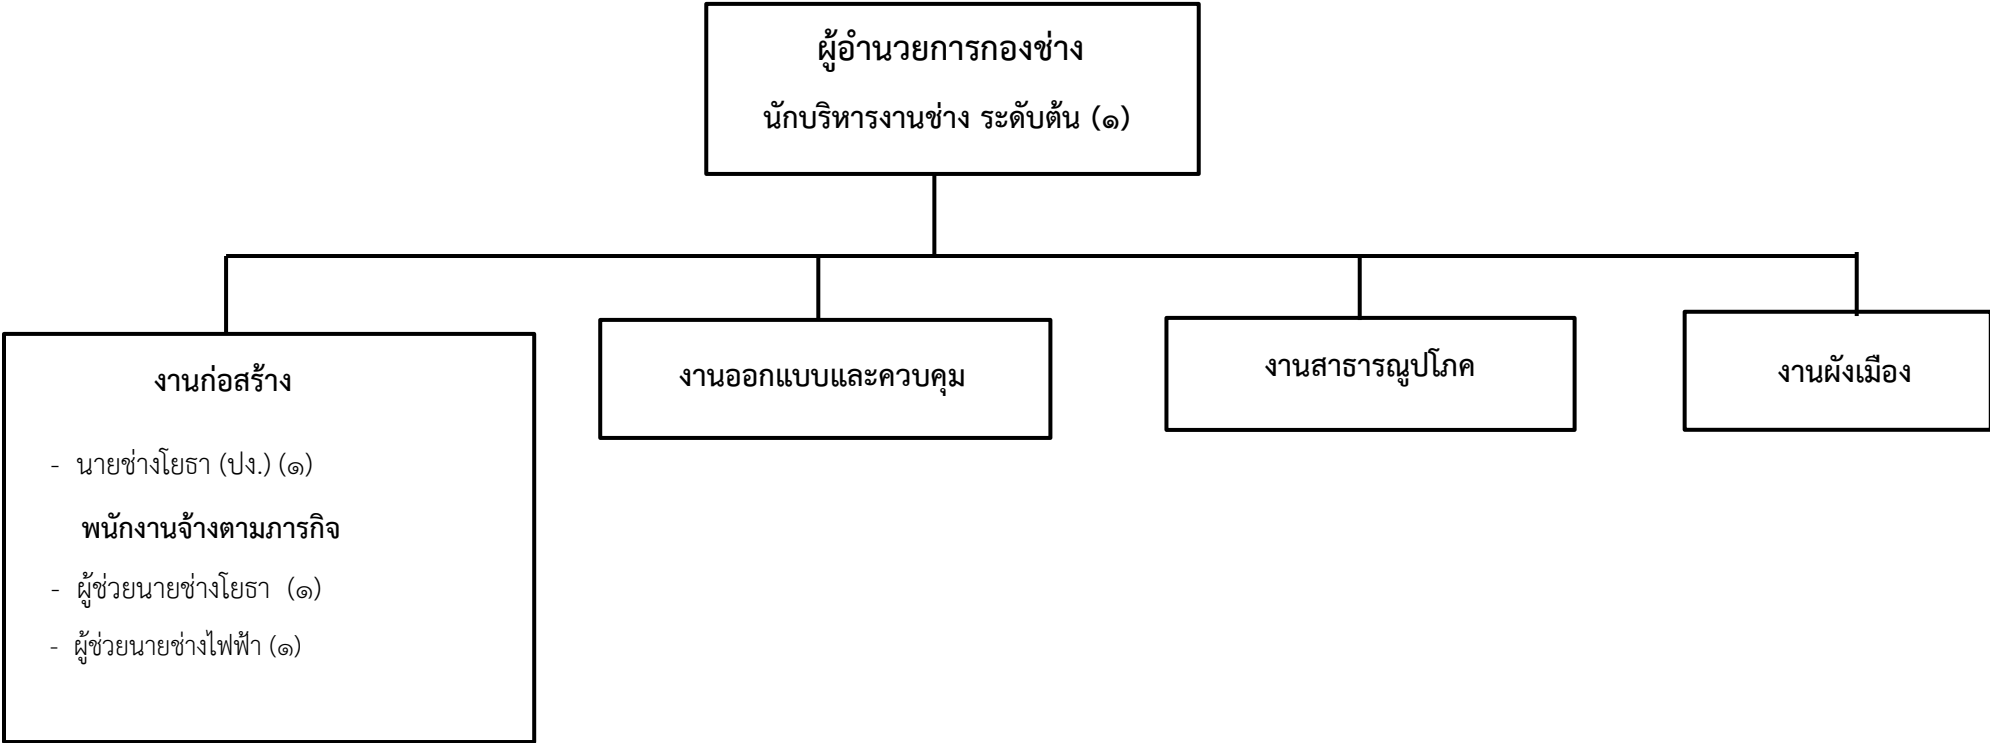 ผู้อำนวยการกองช่าง
นักบริหารงานช่าง ระดับต้น (๑)
งานก่อสร้าง
- นายช่างโยธา (ปง.) (๑)
พนักงานจ้างตามภารกิจ
- ผู้ช่วยนายช่างโยธา (๑)
- ผู้ช่วยนายช่างไฟฟ้า (๑)
งานออกแบบและควบคุม
งานสาธารณูปโภค
งานผังเมือง